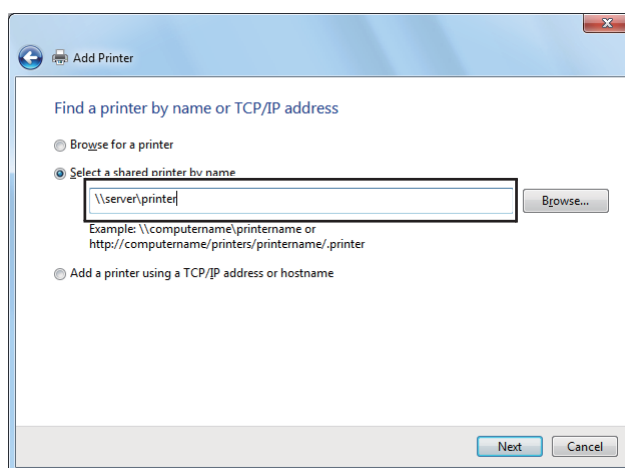 Add Printer
Find a printer by name or TCP/IP address
Browse for a printer
Select a shared printer by name
\\server\printer
Browse...
Example: \\computername\printername or
http://computername/printers/printername/.printer
Add a printer using a TCP/IP address or hostname
Next Cancel